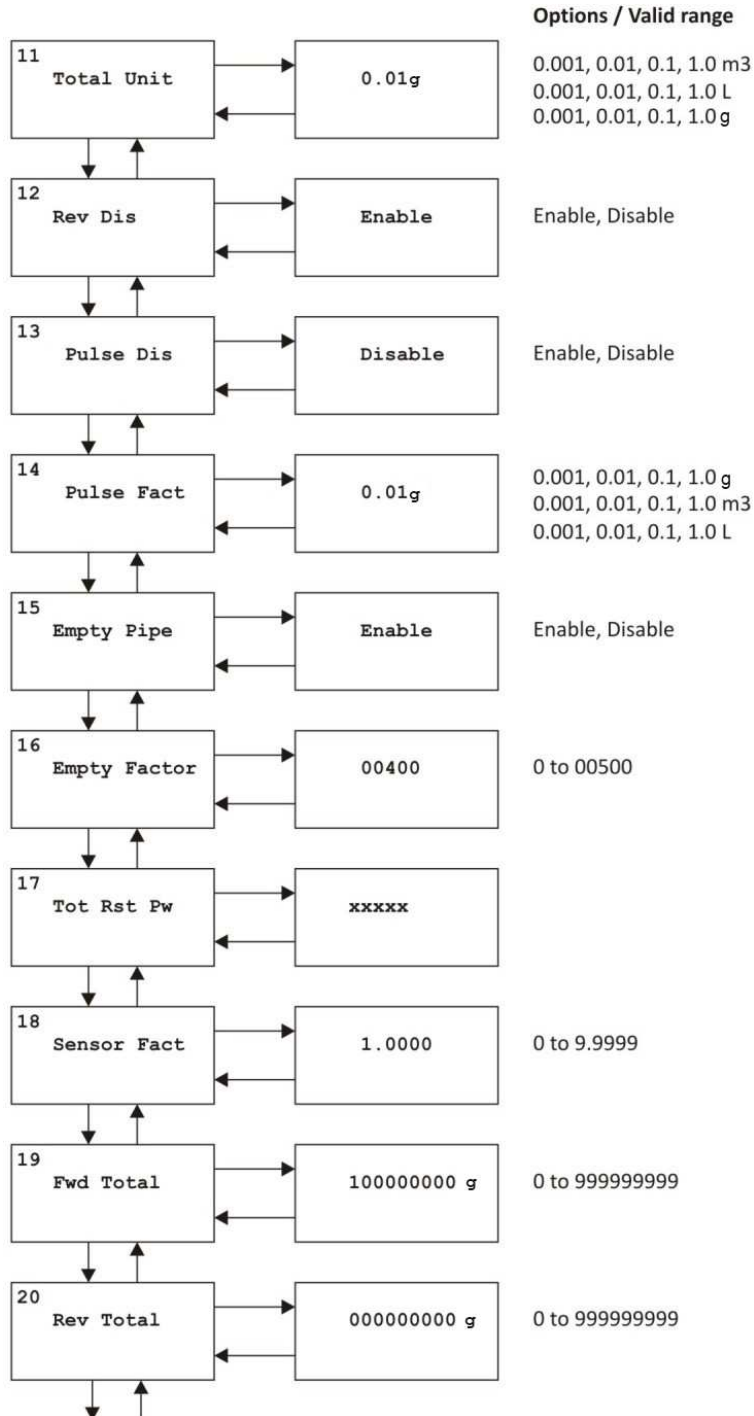 Options / Valid range
11
Total Unit
0.01g
0.001, 0.01, 0.1, 1.0 m3
0.001, 0.01, 0.1, 1.0 L
0.001, 0.01, 0.1, 1.0 g
12
Rev Dis
Enable
Enable, Disable
13
Pulse Dis
Disable
Enable, Disable
14
Pulse Fact
0.01g
0.001, 0.01, 0.1, 1.0 g
0.001, 0.01, 0.1, 1.0 m3
0.001, 0.01, 0.1, 1.0 L
15
Empty Pipe
Enable
Enable, Disable
16
Empty Factor
00400
0 to 00500
17
Tot Rst Pw
xxxxx
18
Sensor Fact
1.0000
0 to 9.9999
19
Fwd Total
100000000 g
0 to 999999999
20
Rev Total
000000000 g
0 to 999999999